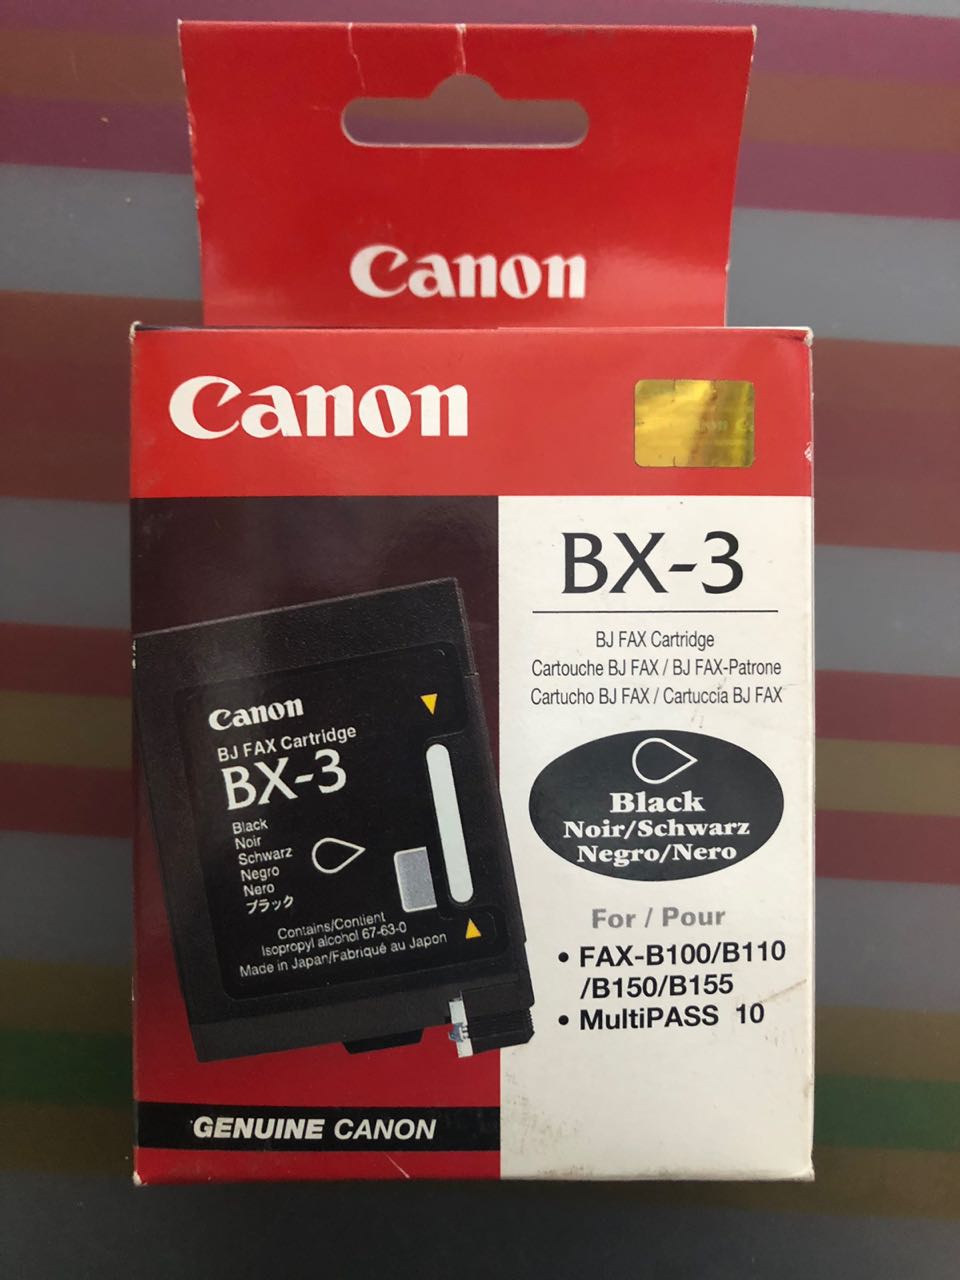 Canon
Canon
BX-3
BJ FAX Cartridge
Cartouche BJ FAX / BJ FAX-Patrone
Cartucho BJ FAX / Cartuccia BJ FAX
Black
Noir/Schwarz
Negro/Nero
For / Pour
• FAX-B100/B110
/B150/B155
• MultiPASS 10
Canon
BJ FAX Cartridge
BX-3
Black
Noir
Schwarz
Negro
Nero
ブラック
Contains/Contient
Isopropyl alcohol 67-63-0
Made in Japan/Fabriqué au Japon
GENUINE CANON